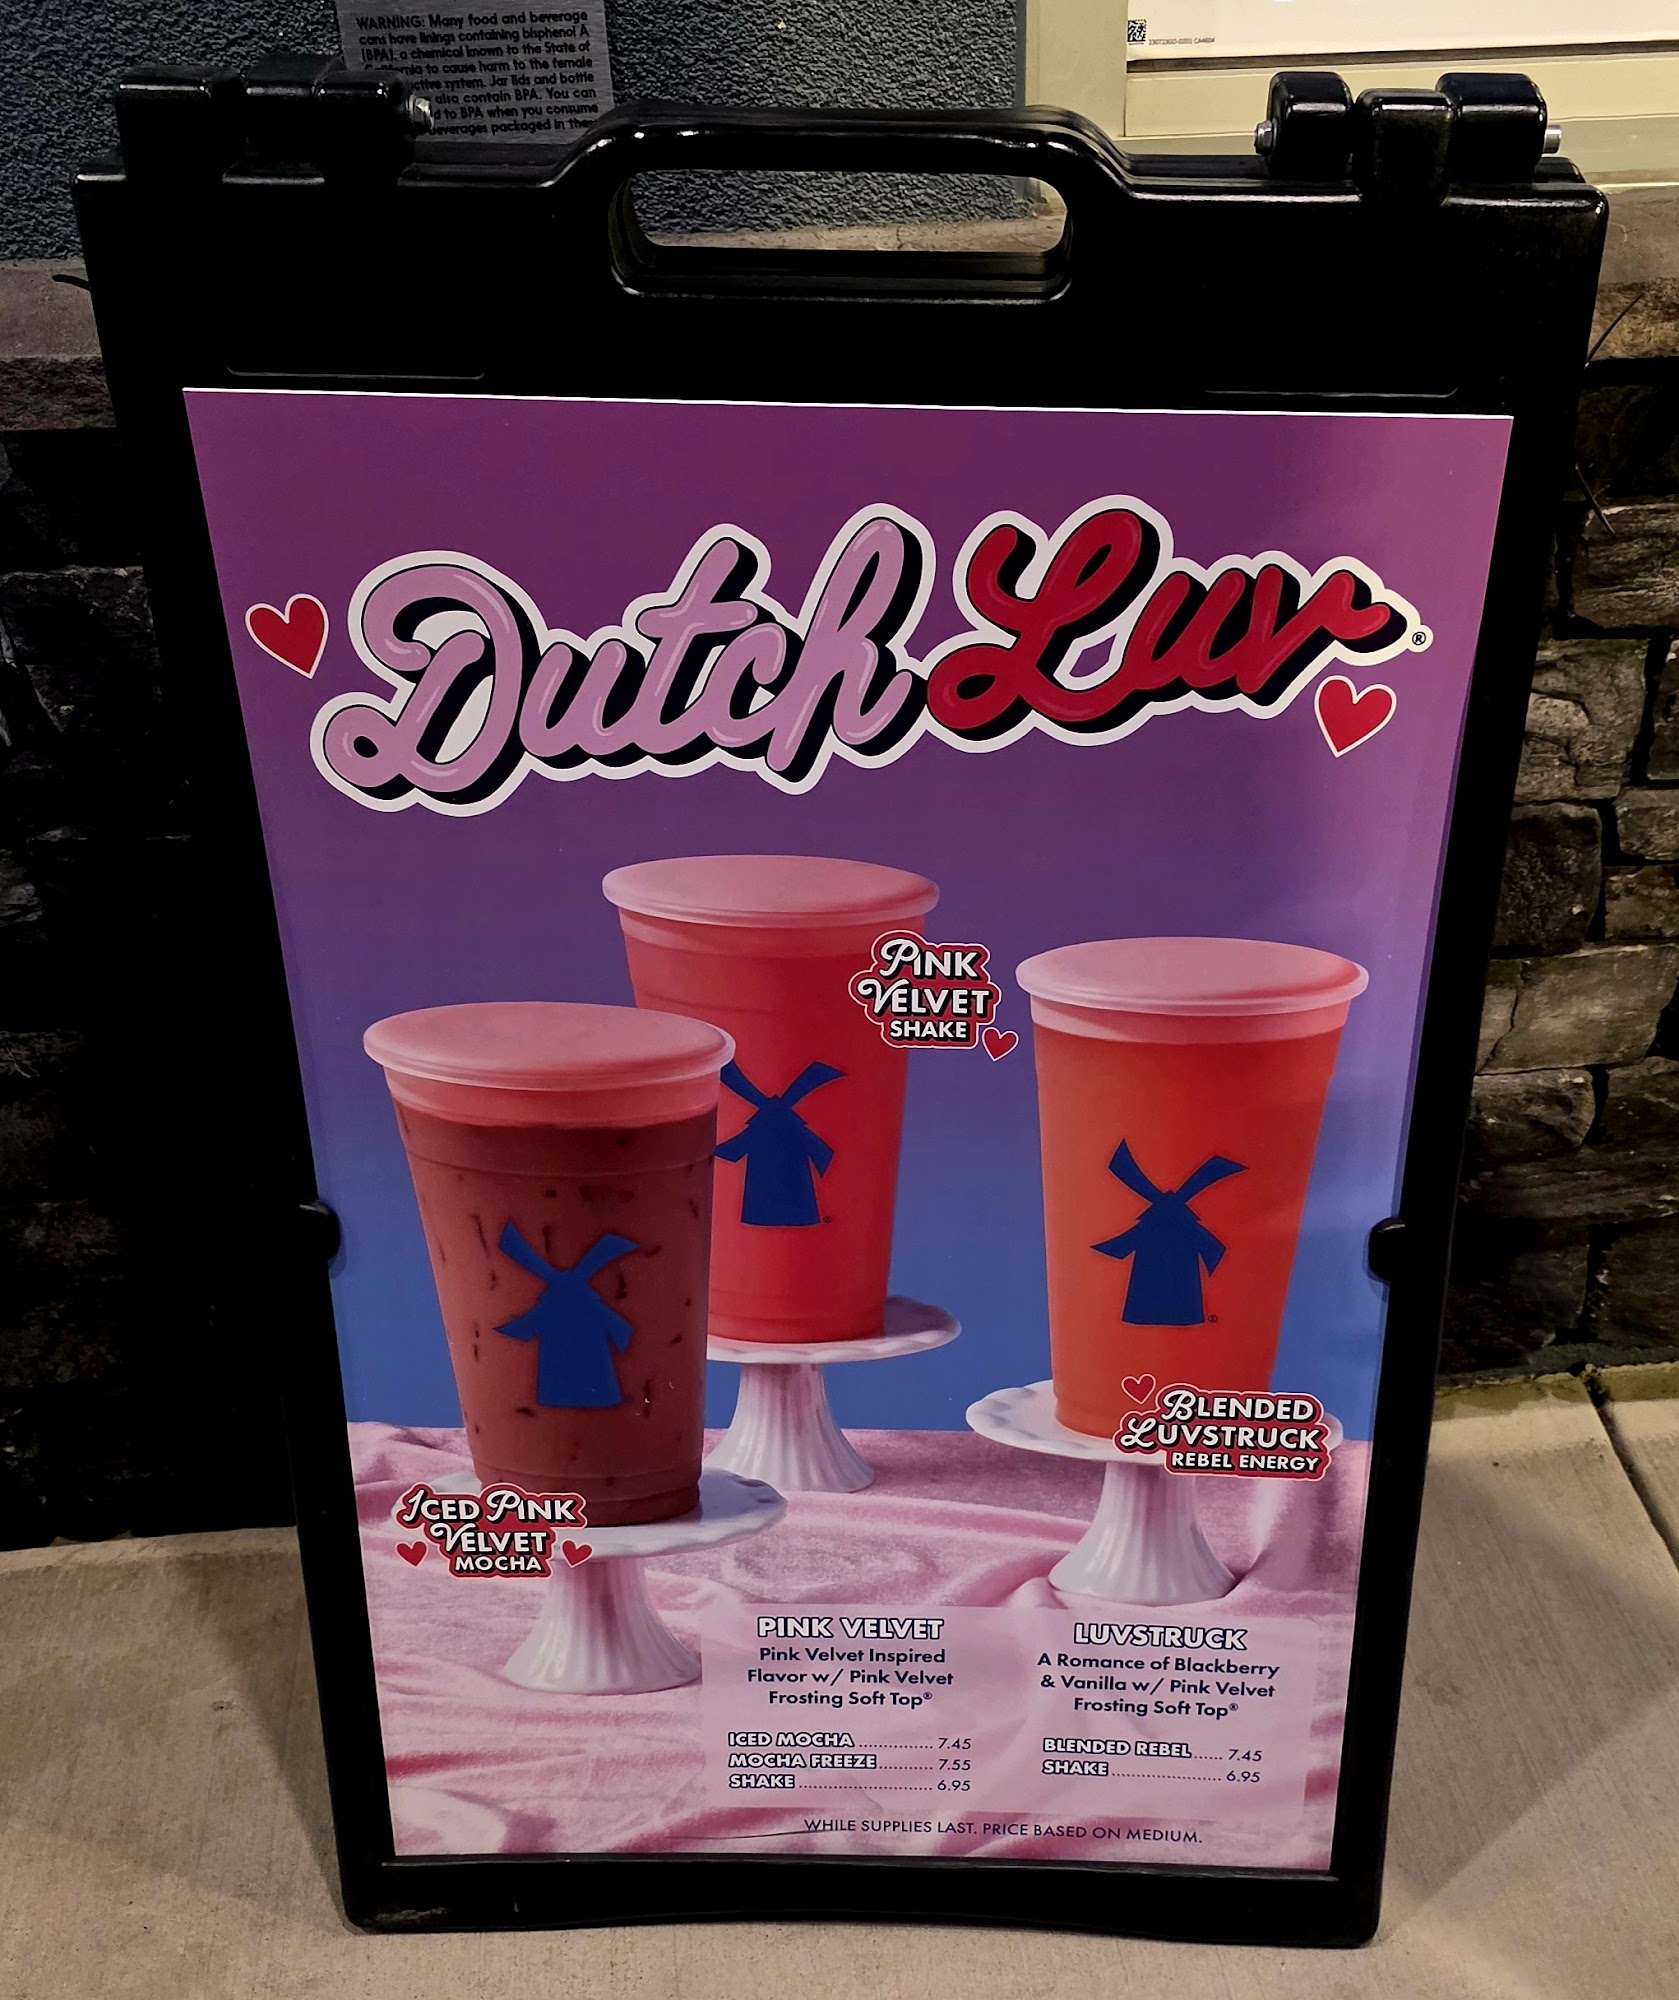 WARNING: Many food and beverage
cans have linings containing bisphenol A
(BPA), a chemical known to the State of
to cause harm to the female
system. Jar lids and bottle
also contain BPA. You can
to BPA when you consume
packaged in
Dutch Luv®
PINK
VELVET
SHAKE
BLENDED
LUVSTRUCK
REBEL ENERGY
ICED PINK
VELVET
MOCHA
PINK VELVET
Pink Velvet Inspired
Flavor w/ Pink Velvet
Frosting Soft Top®
ICED MOCHA ............... 7.45
MOCHA FREEZE .......... 7.55
SHAKE ......................... 6.95
LUVSTRUCK
A Romance of Blackberry
& Vanilla w/ Pink Velvet
Frosting Soft Top®
BLENDED REBEL ...... 7.45
SHAKE ..................... 6.95
WHILE SUPPLIES LAST. PRICE BASED ON MEDIUM.